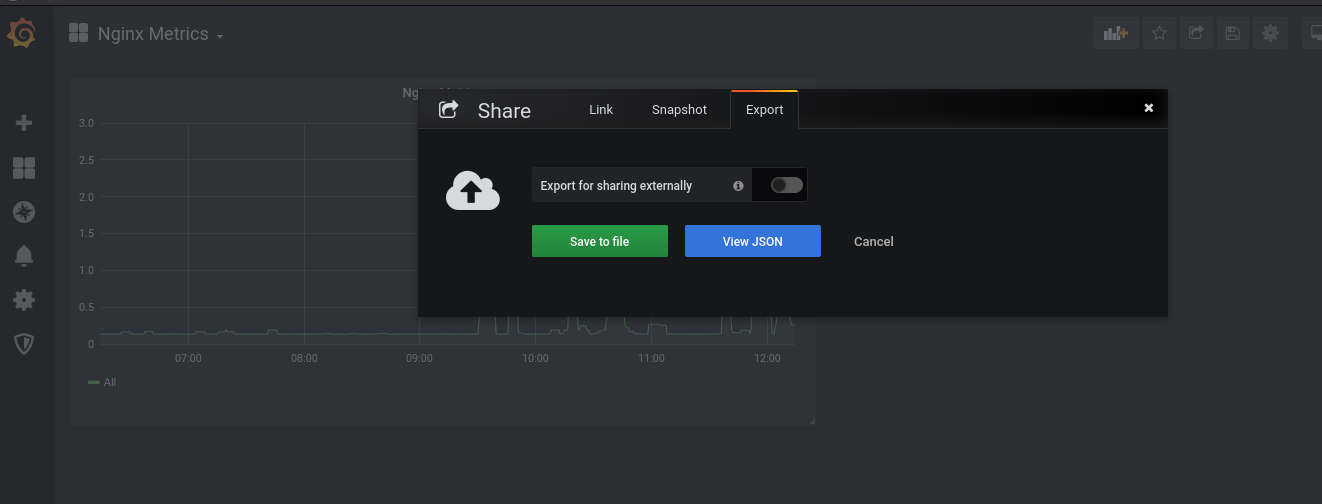 Nginx Metrics
Share
Link
Snapshot
Export
Export for sharing externally
Save to file
View JSON
Cancel
3.0
2.5
2.0
1.5
1.0
0.5
0
07:00
08:00
09:00
10:00
11:00
12:00
All